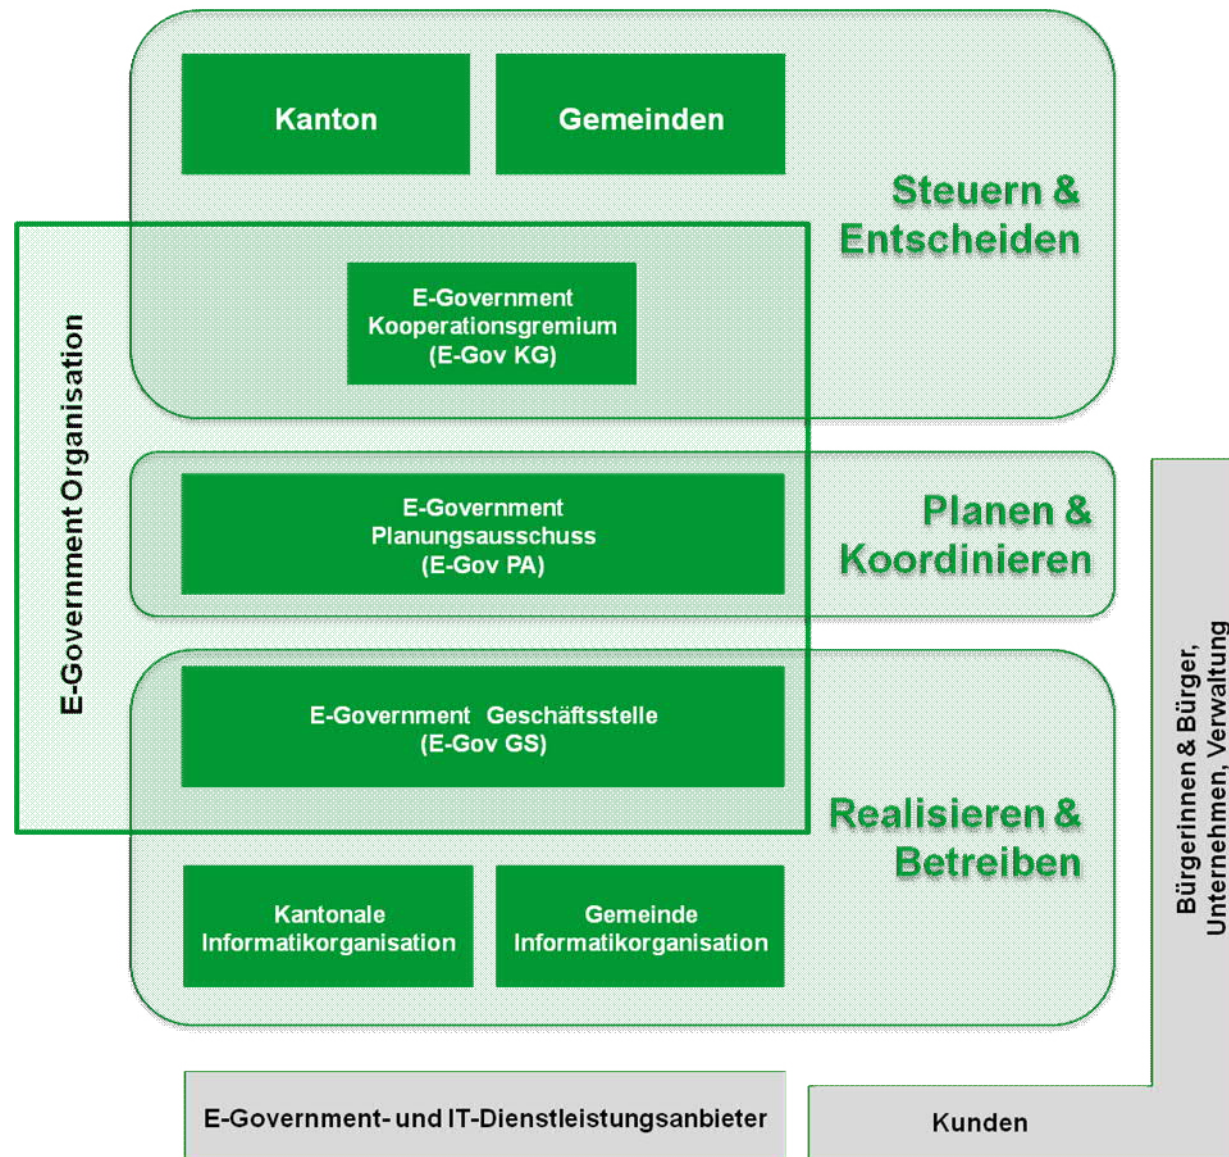 Kanton
Gemeinden
Steuern &
Entscheiden
E-Government
Kooperationsgremium
(E-Gov KG)
E-Government Organisation
E-Government
Planungsausschuss
(E-Gov PA)
Planen &
Koordinieren
E-Government Geschäftsstelle
(E-Gov GS)
Realisieren &
Betreiben
Kantonale
Informatikorganisation
Gemeinde
Informatikorganisation
Bürgerinnen & Bürger,
Unternehmen, Verwaltung
E-Government- und IT-Dienstleistungsanbieter
Kunden